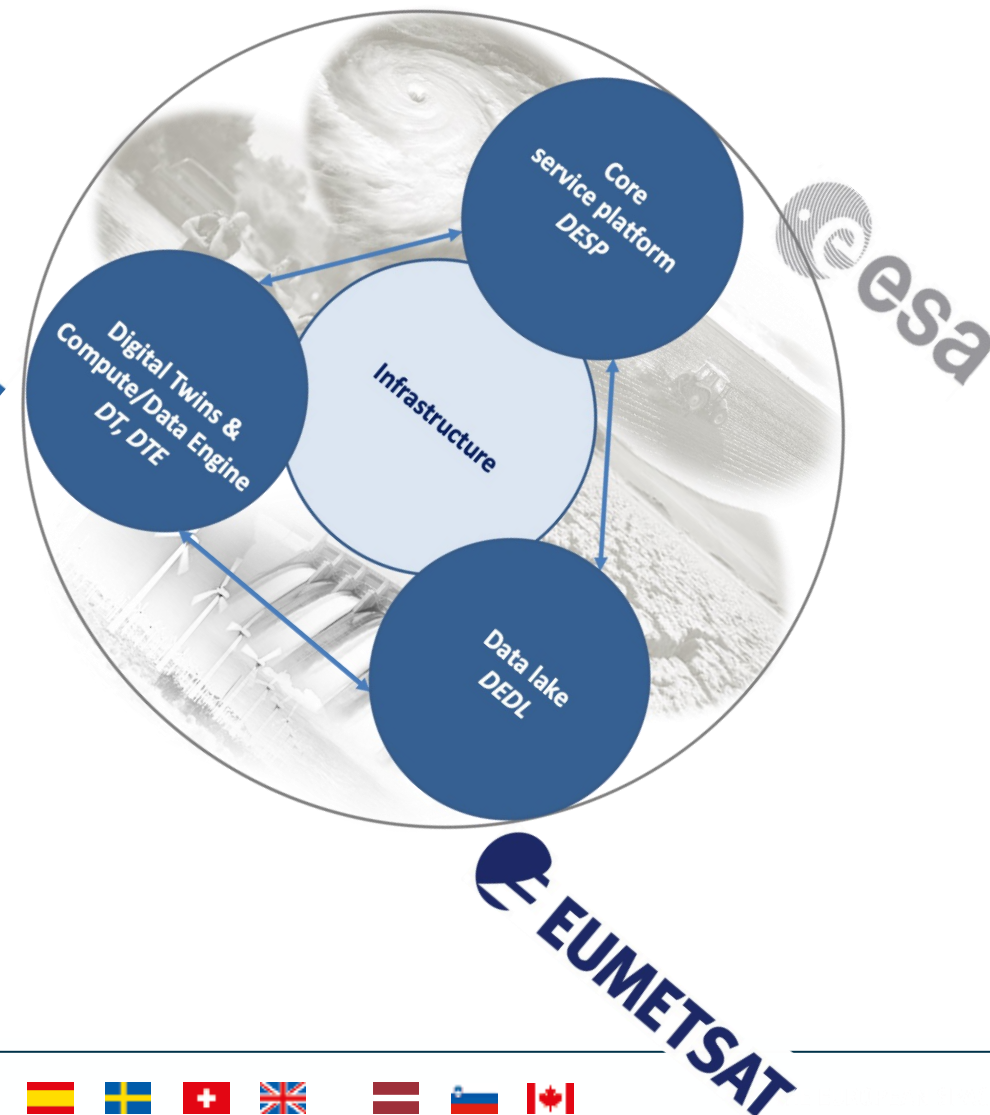 Core
service platform
DESP
esa
Digital Twins &
Compute/Data Engine
DT, DTE
Infrastructure
Data lake
DEDL
EUMETSAT